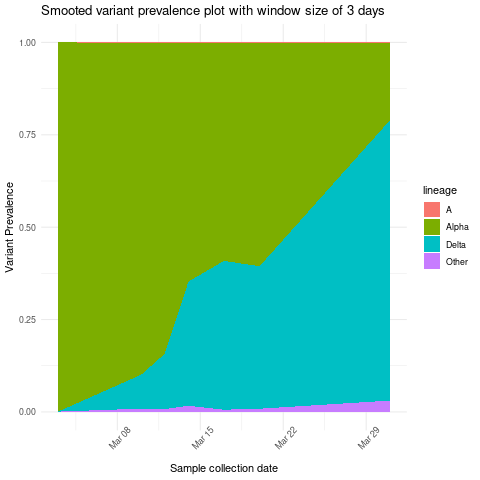 Smooted variant prevalence plot with window size of 3 days
Variant Prevalence
1.00
0.75
0.50
0.25
0.00
Mar 08
Mar 15
Mar 22
Mar 29
Sample collection date
lineage
A
Alpha
Delta
Other